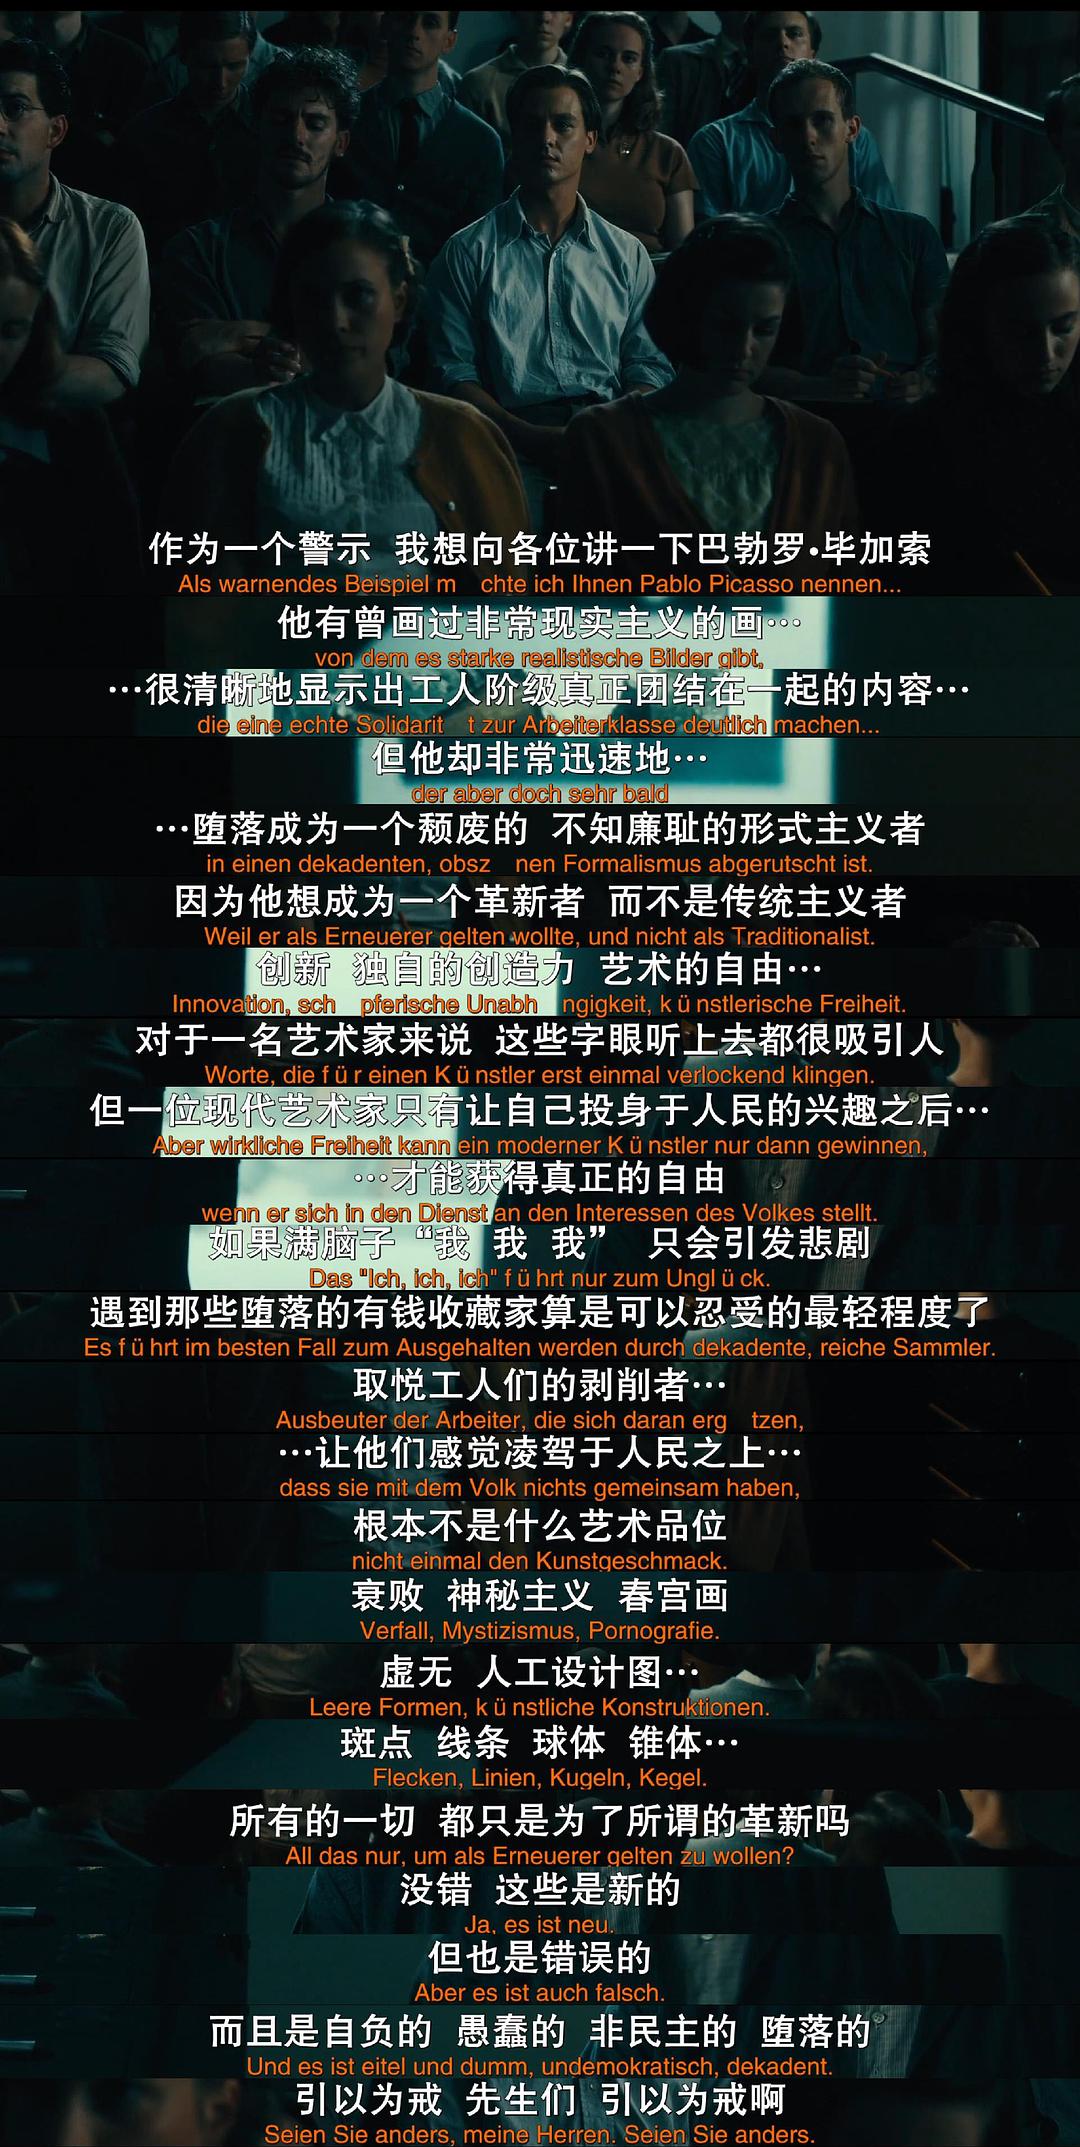 作为一个警示 我想向各位讲一下巴勃罗·毕加索
Als warnendes Beispiel m chte ich Ihnen Pablo Picasso nennen...
他有曾画过非常现实主义的画…
von dem es starke realistische Bilder gibt,
…很清晰地显示出工人阶级真正团结在一起的内容…
die eine echte Solidarit t zur Arbeiterklasse deutlich machen...
但他却非常迅速地…
der aber doch sehr bald
…堕落成为一个颓废的 不知廉耻的形式主义者
in einen dekadenten, obsz nen Formalismus abgerutscht ist.
因为他想成为一个革新者 而不是传统主义者
Weil er als Erneuerer gelten wollte, und nicht als Traditionalist.
创新 独自的创造力 艺术的自由…
Innovation, sch pferische Unabh ngigkeit, k ü nstlerische Freiheit.
对于一名艺术家来说 这些字眼听上去都很吸引人
Worte, die f ü r einen K ü nstler erst einmal verlockend klingen.
但一位现代艺术家只有让自己投身于人民的兴趣之后…
Aber wirkliche Freiheit kann ein moderner K ü nstler nur dann gewinnen,
…才能获得真正的自由
wenn er sich in den Dienst an den Interessen des Volkes stellt.
如果满脑子“我 我 我” 只会引发悲剧
Das "Ich, ich, ich" f ü hrt nur zum Ungl ü ck.
遇到那些堕落的有钱收藏家算是可以忍受的最轻程度了
Es f ü hrt im besten Fall zum Ausgehalten werden durch dekadente, reiche Sammler.
取悦工人们的剥削者…
Ausbeuter der Arbeiter, die sich daran erg tzen,
…让他们感觉凌驾于人民之上…
dass sie mit dem Volk nichts gemeinsam haben,
根本不是什么艺术品位
nicht einmal den Kunstgeschmack.
衰败 神秘主义 春宫画
Verfall, Mystizismus, Pornografie.
虚无 人工设计图…
Leere Formen, k ü nstliche Konstruktionen.
斑点 线条 球体 锥体…
Flecken, Linien, Kugeln, Kegel.
所有的一切 都只是为了所谓的革新吗
All das nur, um als Erneuerer gelten zu wollen?
没错 这些是新的
Ja, es ist neu.
但也是错误的
Aber es ist auch falsch.
而且是自负的 愚蠢的 非民主的 堕落的
Und es ist eitel und dumm, undemokratisch, dekadent.
引以为戒 先生们 引以为戒啊
Seien Sie anders, meine Herren. Seien Sie anders.